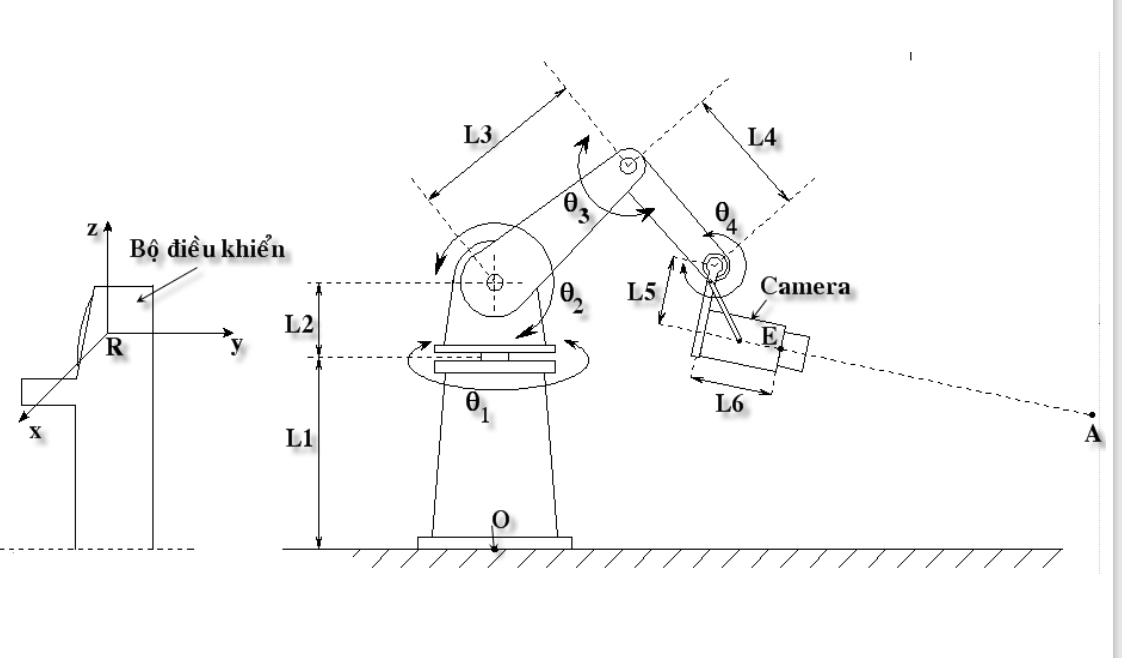 L3
L4
θ3
θ4
z
Bộ điều khiển
L5
Camera
θ2
L2
R
y
E
θ1
L6
x
L1
A
O